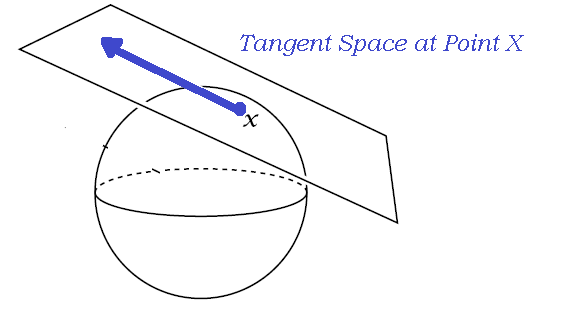 Tangent Space at Point X
x